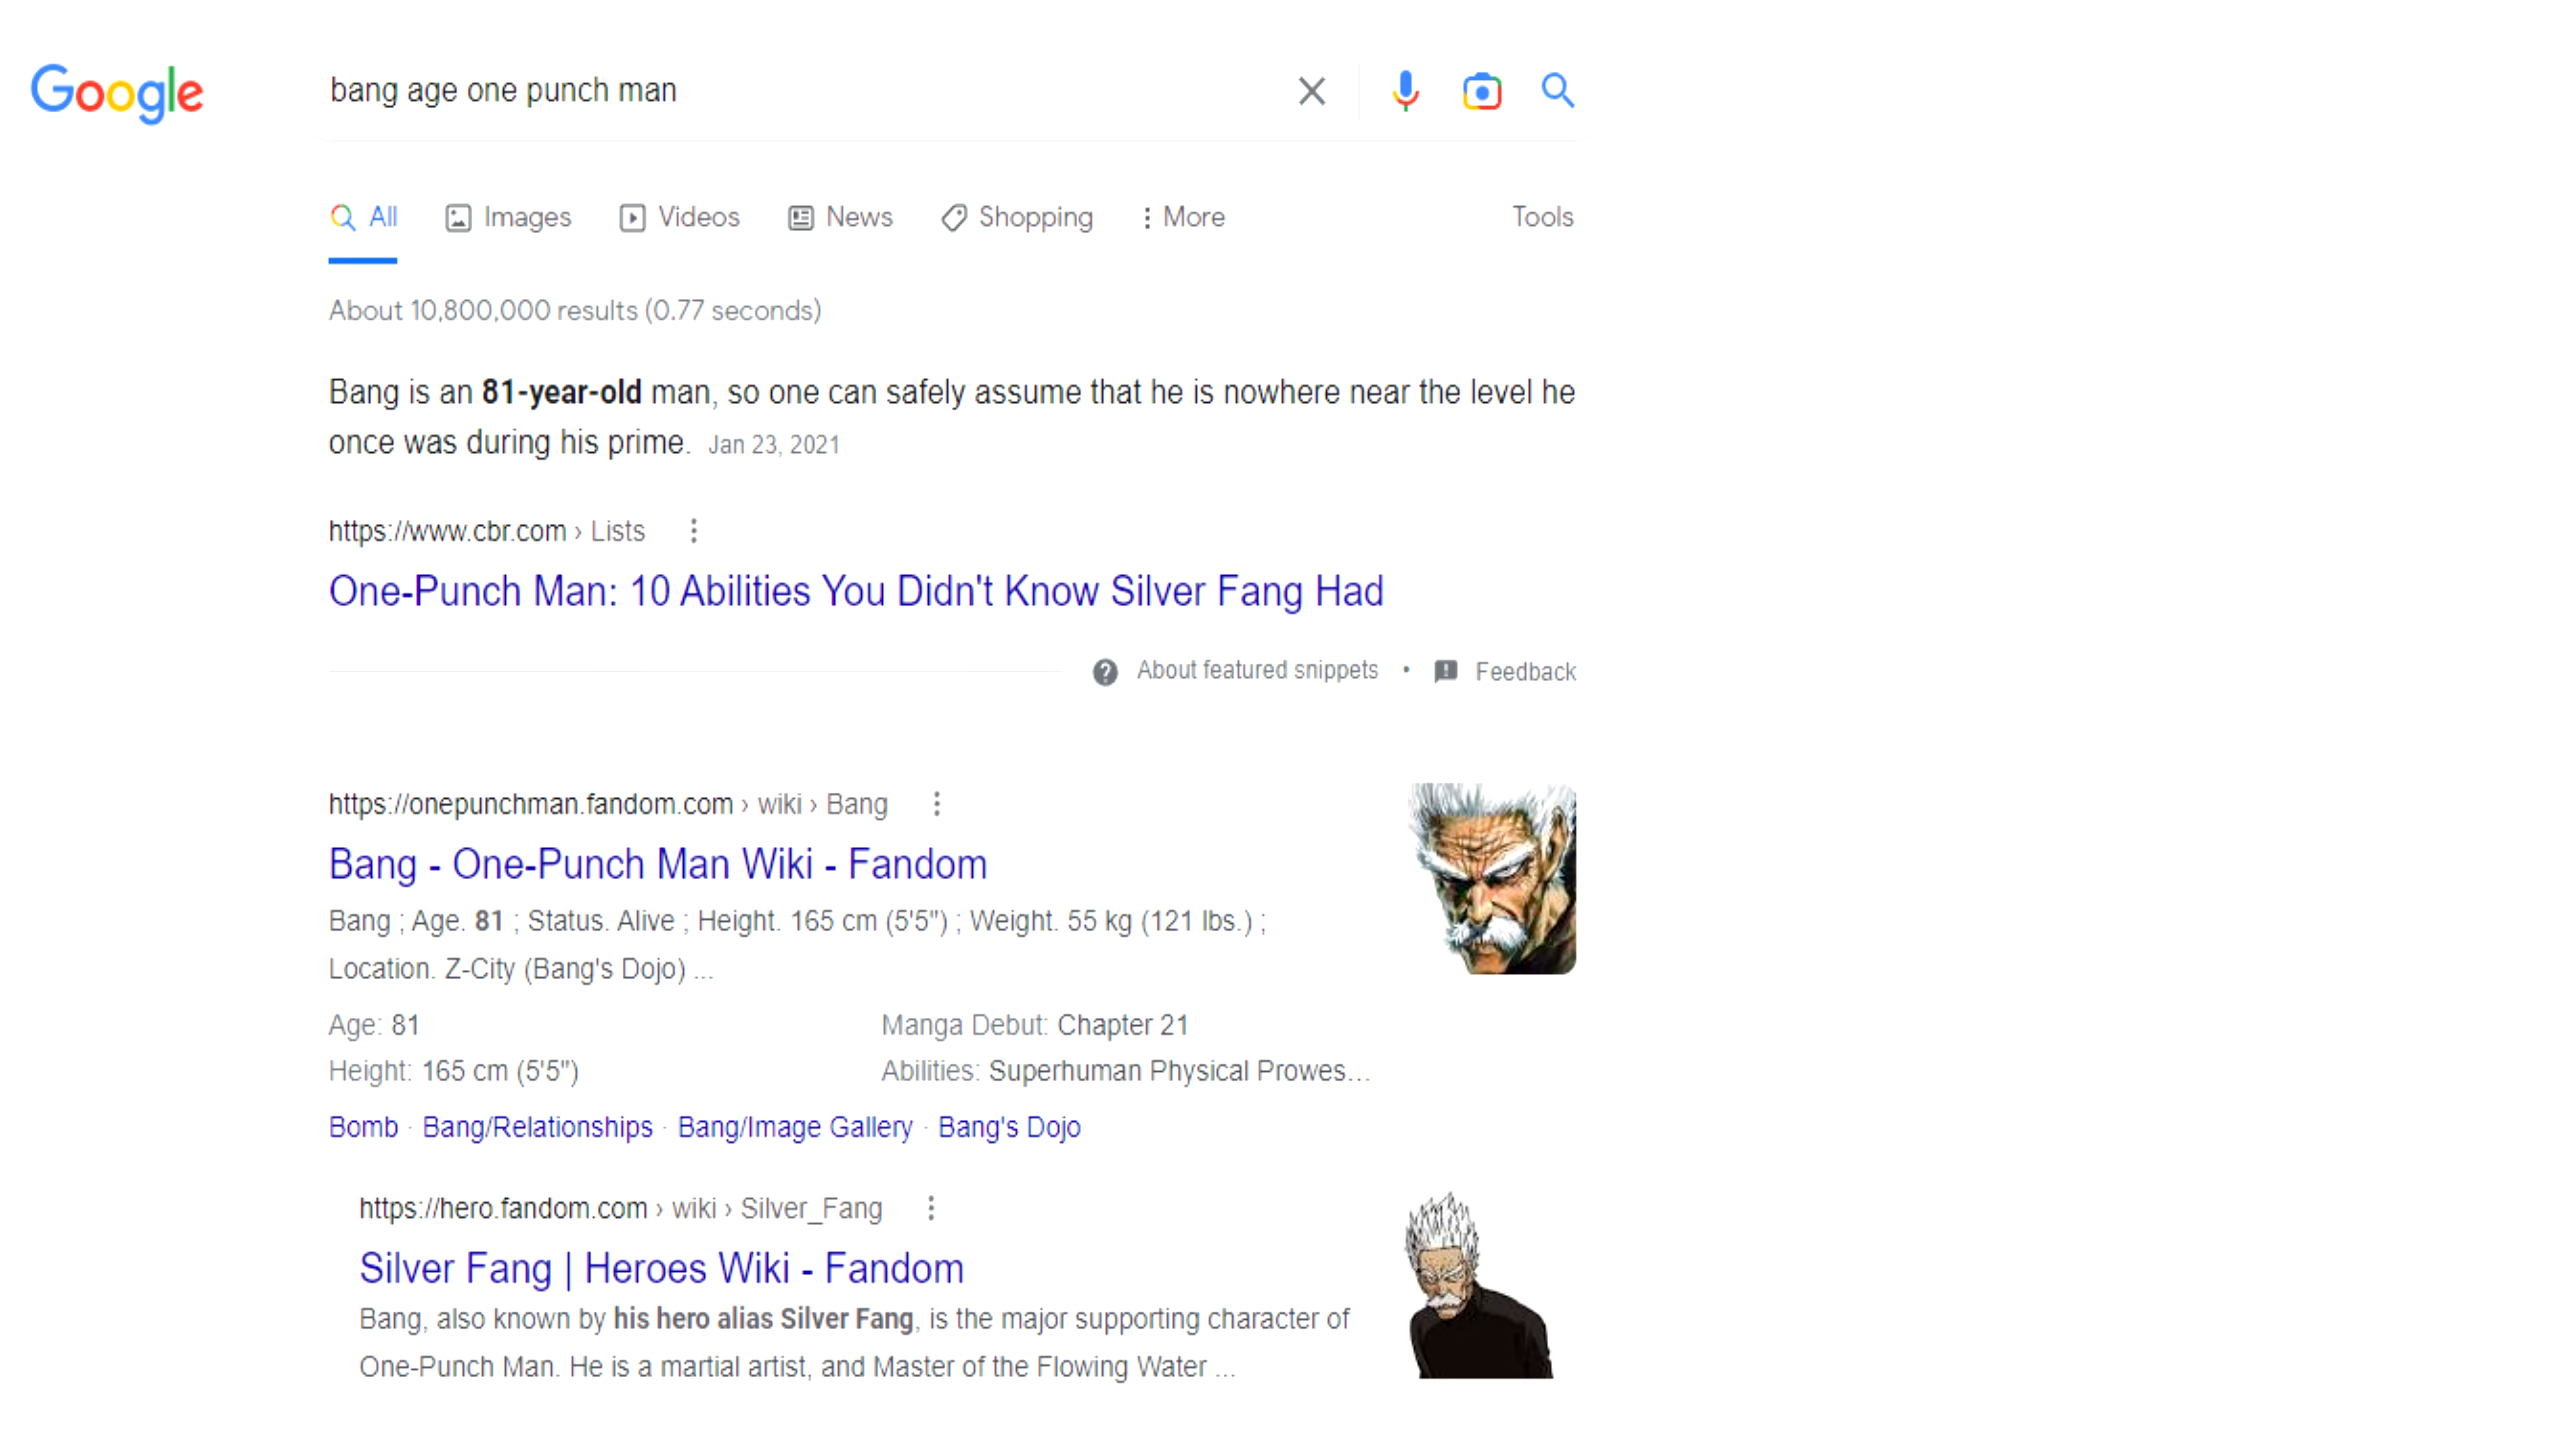 Google
bang age one punch man
All Images Videos News Shopping More Tools
About 10,800,000 results (0.77 seconds)
Bang is an 81-year-old man, so one can safely assume that he is nowhere near the level he
once was during his prime. Jan 23, 2021
https://www.cbr.com › Lists
One-Punch Man: 10 Abilities You Didn't Know Silver Fang Had
About featured snippets • Feedback
https://onepunchman.fandom.com › wiki › Bang
Bang - One-Punch Man Wiki - Fandom
Bang ; Age. 81 ; Status. Alive ; Height. 165 cm (5'5") ; Weight. 55 kg (121 lbs.) ;
Location. Z-City (Bang's Dojo) ...
Age: 81 Manga Debut: Chapter 21
Height: 165 cm (5'5") Abilities: Superhuman Physical Prowes...
Bomb · Bang/Relationships · Bang/Image Gallery · Bang's Dojo
https://hero.fandom.com › wiki › Silver_Fang
Silver Fang | Heroes Wiki - Fandom
Bang, also known by his hero alias Silver Fang, is the major supporting character of
One-Punch Man. He is a martial artist, and Master of the Flowing Water ...